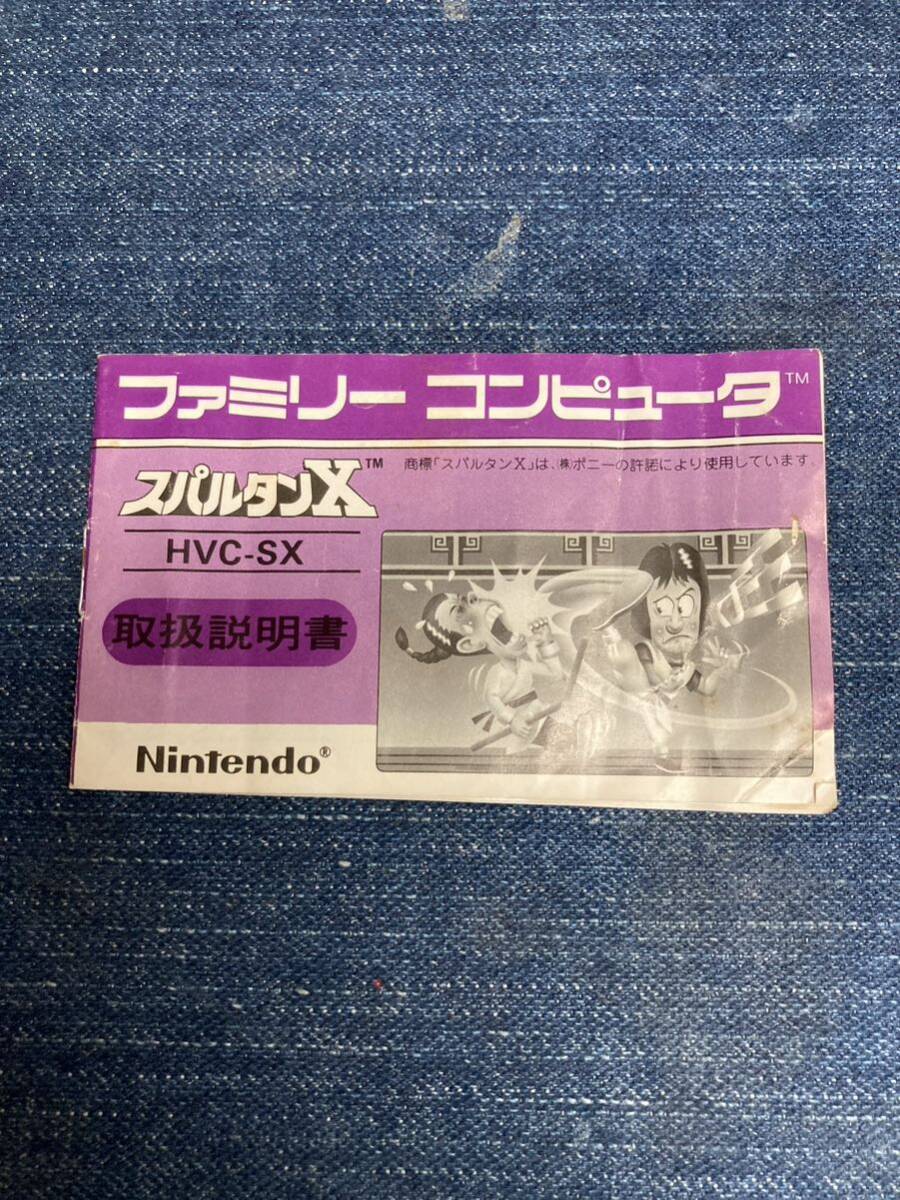 ファミリー コンピュータ™
スパルタンX™
商標「スパルタンX」は、㈱ポニーの許諾により使用しています。
HVC-SX
取扱説明書
Nintendo®